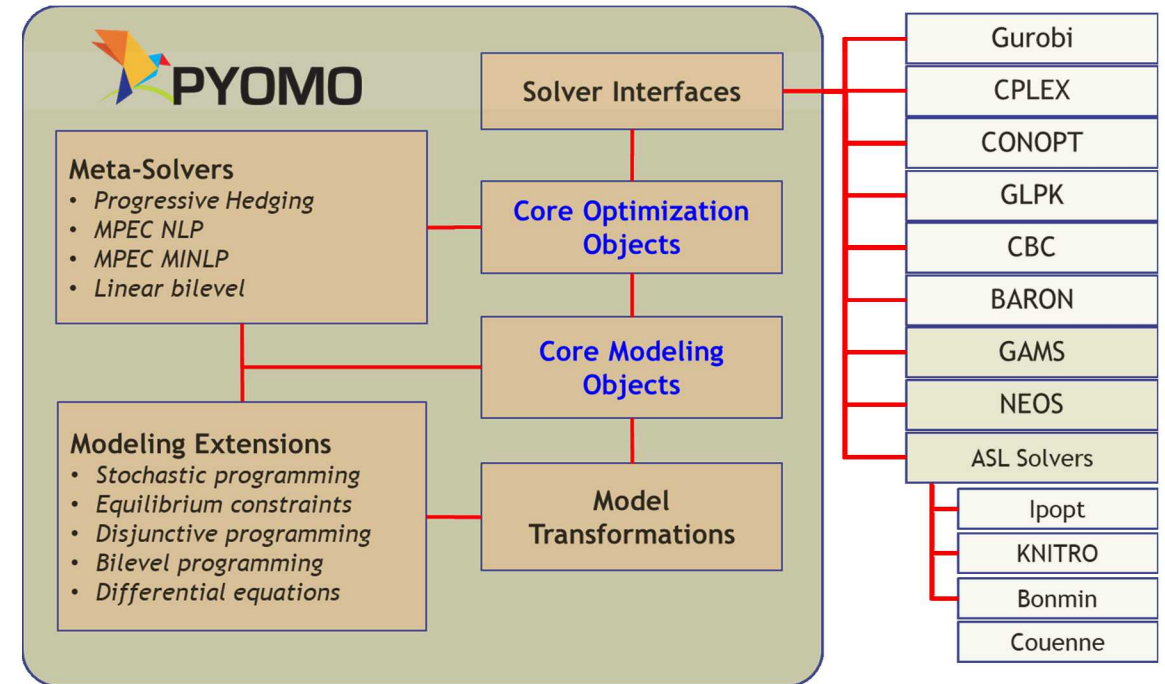 PYOMO
Solver Interfaces
Meta-Solvers
• Progressive Hedging
• MPEC NLP
• MPEC MINLP
• Linear bilevel
Core Optimization
Objects
Core Modeling
Objects
Modeling Extensions
• Stochastic programming
• Equilibrium constraints
• Disjunctive programming
• Bilevel programming
• Differential equations
Model
Transformations
Gurobi
CPLEX
CONOPT
GLPK
CBC
BARON
GAMS
NEOS
ASL Solvers
Ipopt
KNITRO
Bonmin
Couenne